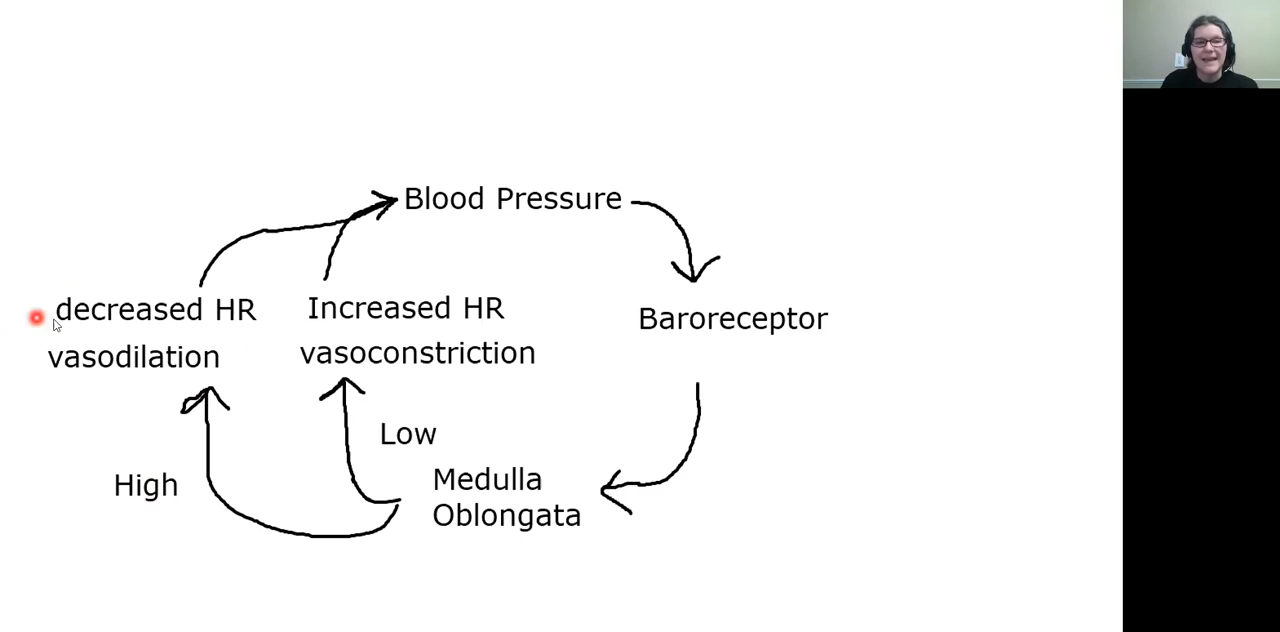 Blood Pressure
decreased HR
vasodilation
Increased HR
vasoconstriction
Baroreceptor
Low
High
Medulla
Oblongata